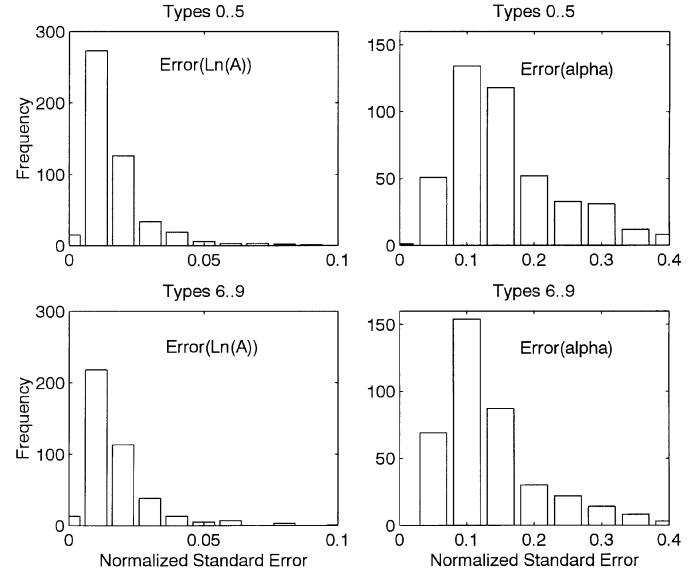 Types 0..5
Types 0..5
300
200
100
0
Frequency
Error(Ln(A))
0
0.05
0.1
150
100
50
0
Error(alpha)
0.1
0.2
0.3
0.4
Types 6..9
Types 6..9
300
200
100
0
Frequency
Error(Ln(A))
0
0.05
0.1
Normalized Standard Error
150
100
50
0
Error(alpha)
0
0.1
0.2
0.3
0.4
Normalized Standard Error